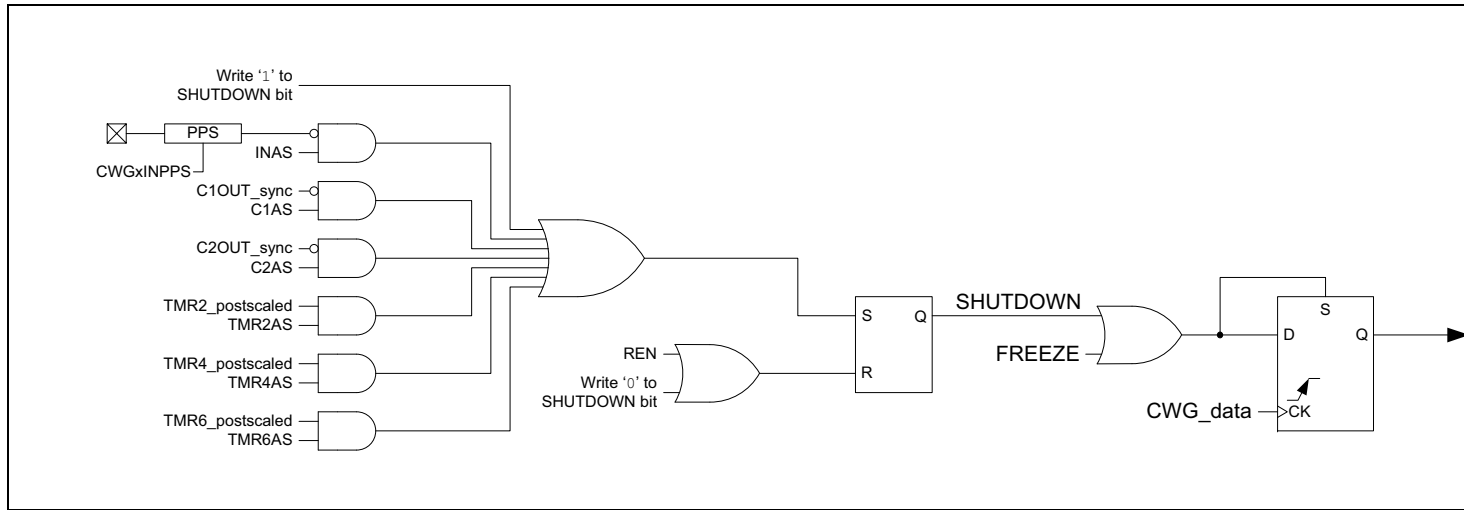 Write ‘1’ to
SHUTDOWN bit
PPS
INAS
CWGxINPPS
C1OUT_sync
C1AS
C2OUT_sync
C2AS
TMR2_postscaled
TMR2AS
TMR4_postscaled
TMR4AS
TMR6_postscaled
TMR6AS
REN
Write ‘0’ to
SHUTDOWN bit
S
Q
R
SHUTDOWN
FREEZE
S
D
Q
CWG_data
CK